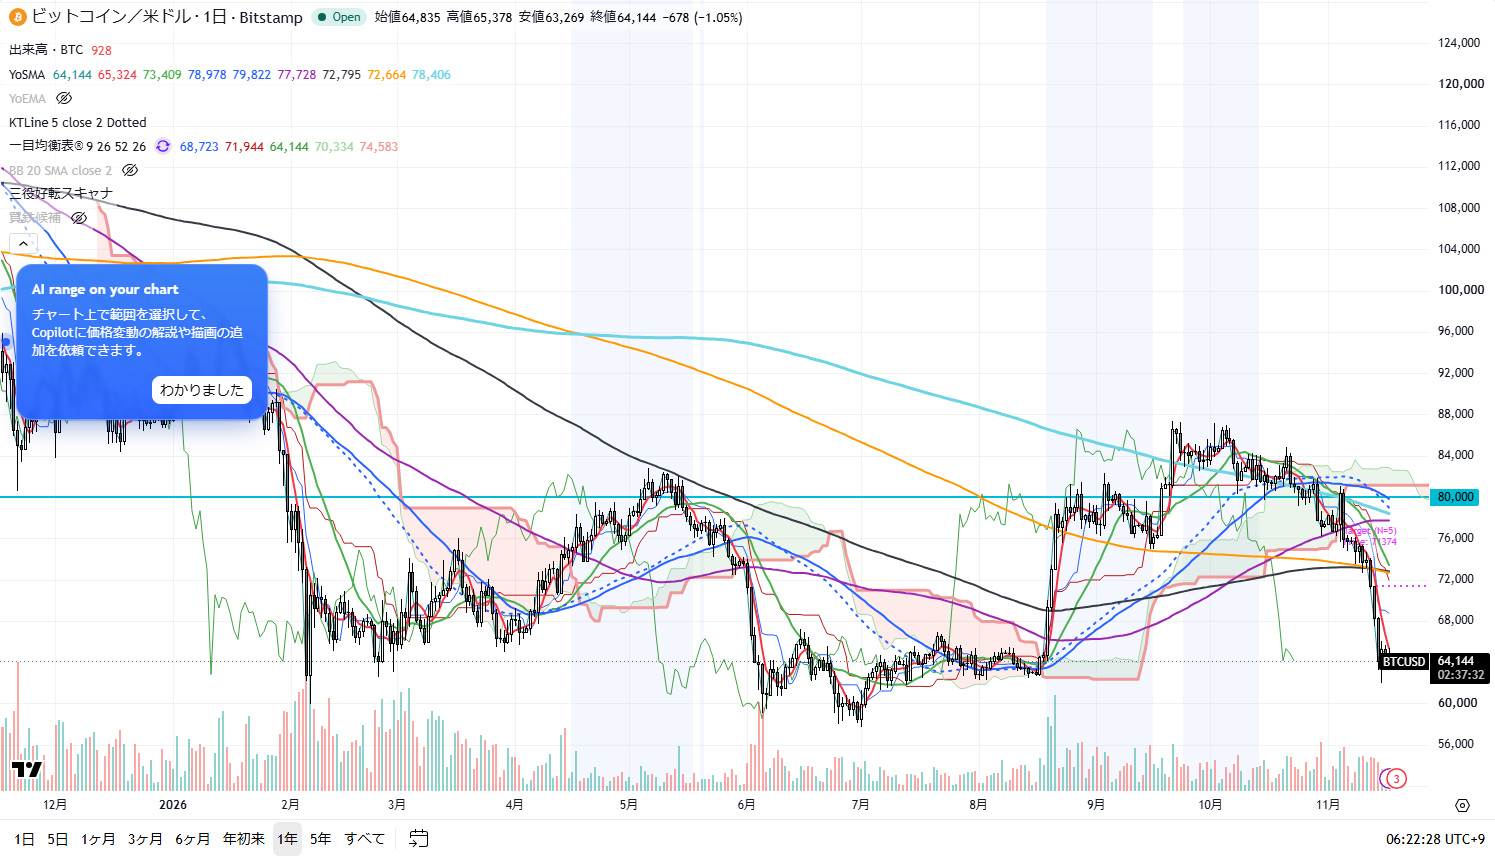 ビットコイン／米ドル · 1日 · Bitstamp Open 始値64,835 高値65,378 安値63,269 終値64,144 −678 (−1.05%)
出来高 · BTC 928
YoSMA 64,144 65,324 73,409 78,978 79,822 77,728 72,795 72,664 78,406
YoEMA
KTLine 5 close 2 Dotted
一目均衡表® 9 26 52 26 68,723 71,944 64,144 70,334 74,583
BB 20 SMA close 2
三役好転スキャナ
買鉄候補
AI range on your chart
チャート上で範囲を選択して、
Copilotに価格変動の解説や描画の追
加を依頼できます。
わかりました
124,000
120,000
116,000
112,000
108,000
104,000
100,000
96,000
92,000
88,000
84,000
80,000
76,000
72,000
68,000
BTCUSD 64,144
02:37:32
60,000
56,000
3
12月 2026 2月 3月 4月 5月 6月 7月 8月 9月 10月 11月
1日 5日 1ヶ月 3ヶ月 6ヶ月 年初来 1年 5年 すべて
06:22:28 UTC+9